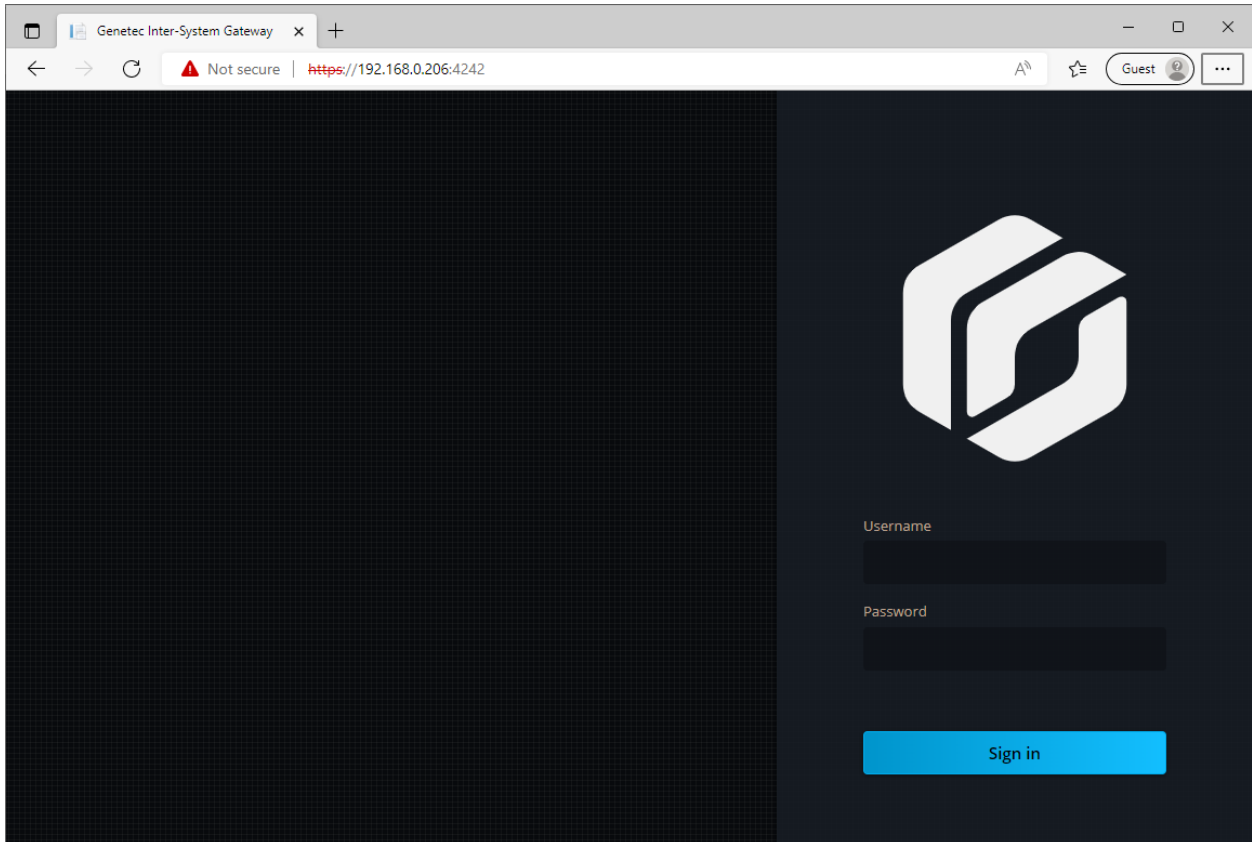 Genetec Inter-System Gateway
Not secure | https://192.168.0.206:4242
Guest
Username
Password
Sign in